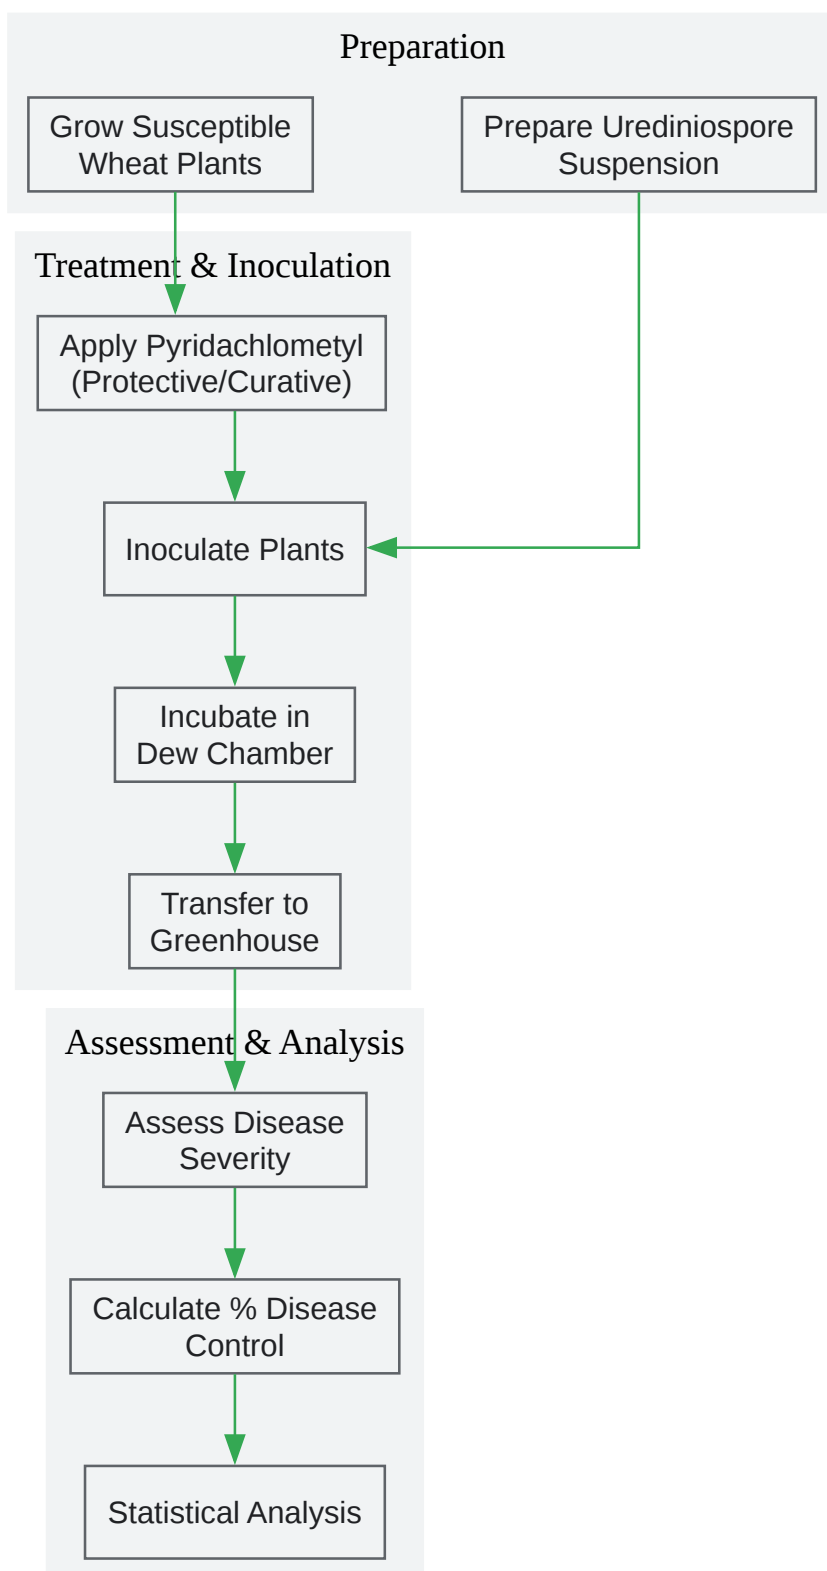 Preparation
Grow Susceptible
Wheat Plants
Prepare Urediniospore
Suspension
Treatment & Inoculation
Apply Pyridachlometyl
(Protective/Curative)
Inoculate Plants
Incubate in
Dew Chamber
Transfer to
Greenhouse
Assessment & Analysis
Assess Disease
Severity
Calculate % Disease
Control
Statistical Analysis